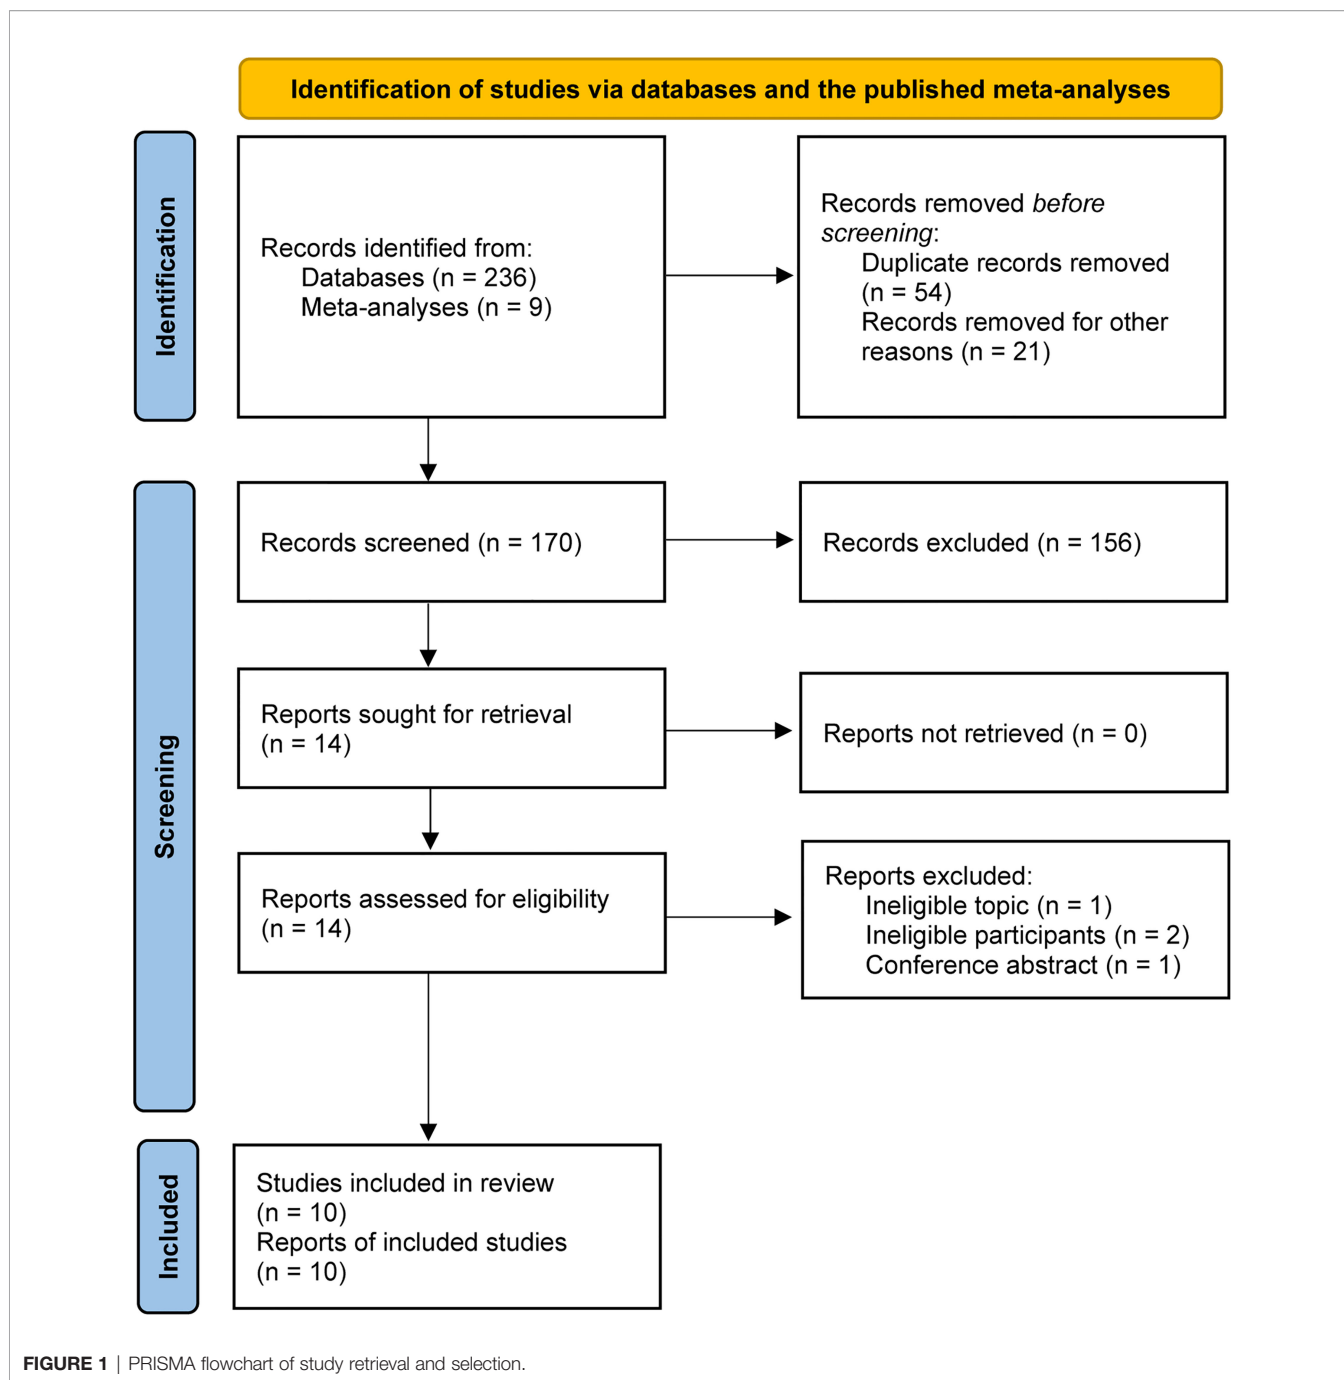 Identification of studies via databases and the published meta-analyses
Identification
Records identified from:
Databases (n = 236)
Meta-analyses (n = 9)
Records removed before
screening:
Duplicate records removed
(n = 54)
Records removed for other
reasons (n = 21)
Screening
Records screened (n = 170)
Records excluded (n = 156)
Reports sought for retrieval
(n = 14)
Reports not retrieved (n = 0)
Reports assessed for eligibility
(n = 14)
Reports excluded:
Ineligible topic (n = 1)
Ineligible participants (n = 2)
Conference abstract (n = 1)
Included
Studies included in review
(n = 10)
Reports of included studies
(n = 10)
FIGURE 1 | PRISMA flowchart of study retrieval and selection.